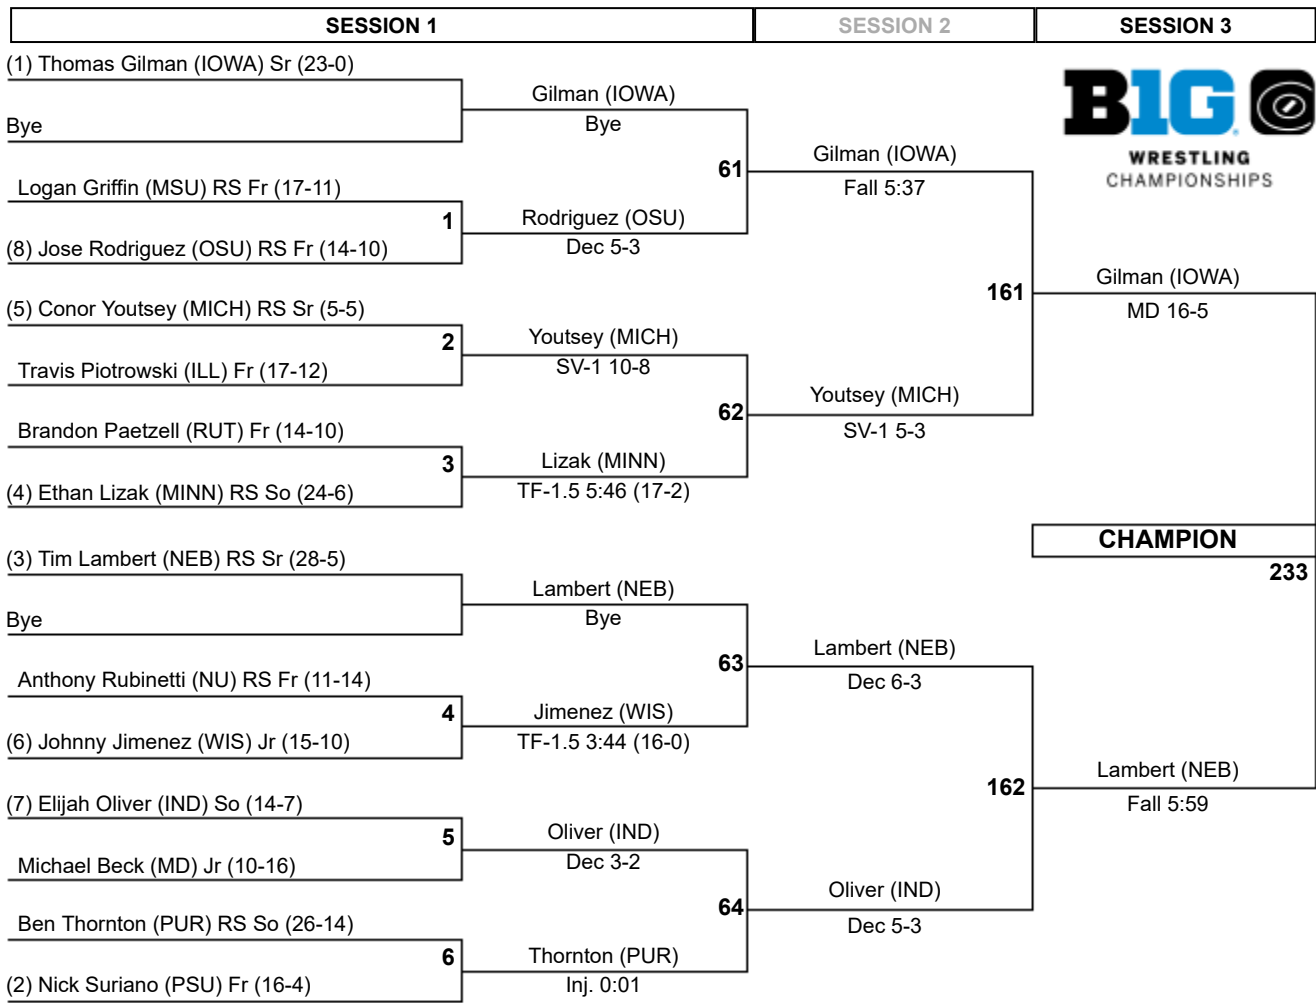 SESSION 1
SESSION 2
SESSION 3
(1) Thomas Gilman (IOWA) Sr (23-0)
Bye
Logan Griffin (MSU) RS Fr (17-11)
1
(8) Jose Rodriguez (OSU) RS Fr (14-10)
(5) Conor Youtsey (MICH) RS Sr (5-5)
2
Travis Piotrowski (ILL) Fr (17-12)
Brandon Paetzell (RUT) Fr (14-10)
3
(4) Ethan Lizak (MINN) RS So (24-6)
(3) Tim Lambert (NEB) RS Sr (28-5)
Bye
Anthony Rubinetti (NU) RS Fr (11-14)
4
(6) Johnny Jimenez (WIS) Jr (15-10)
(7) Elijah Oliver (IND) So (14-7)
5
Michael Beck (MD) Jr (10-16)
Ben Thornton (PUR) RS So (26-14)
6
(2) Nick Suriano (PSU) Fr (16-4)
Gilman (IOWA)
Bye
61
Rodriguez (OSU)
Dec 5-3
Youtsey (MICH)
SV-1 10-8
62
Lizak (MINN)
TF-1.5 5:46 (17-2)
Lambert (NEB)
Bye
63
Jimenez (WIS)
TF-1.5 3:44 (16-0)
Oliver (IND)
Dec 3-2
64
Thornton (PUR)
Inj. 0:01
Gilman (IOWA)
Fall 5:37
161
Youtsey (MICH)
SV-1 5-3
Lambert (NEB)
Dec 6-3
162
Oliver (IND)
Dec 5-3
B1G
WRESTLING
CHAMPIONSHIPS
Gilman (IOWA)
MD 16-5
CHAMPION
233
Lambert (NEB)
Fall 5:59